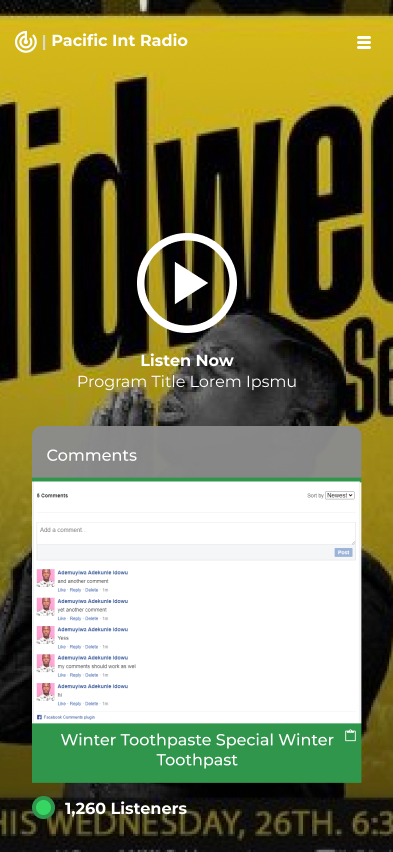 | Pacific Int Radio
idwee
Se
Listen Now
Program Title Lorem Ipsmu
Comments
5 Comments
Sort by Newest
Add a comment..
Post
Ademuyiwa Adekunle Idowu
and another comment
Like · Reply · Delete · 1m
Ademuyiwa Adekunle Idowu
yet another comment
Like · Reply · Delete · 1m
Ademuyiwa Adekunle Idowu
Yess
Like · Reply · Delete · 1m
Ademuyiwa Adekunle Idowu
my comments should work as wel
Like · Reply · Delete · 1m
Ademuyiwa Adekunle Idowu
hi
Like · Reply · Delete · 1m
Facebook Comments plugin
Winter Toothpaste Special Winter
Toothpast
1,260 Listeners
HIS WEDNESDAY, 26TH. 6:3